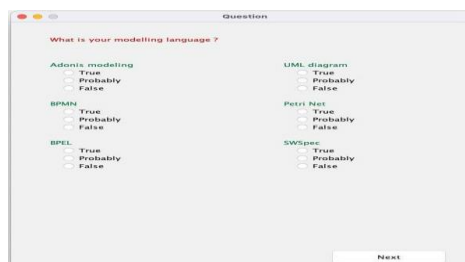 Question
What is your modelling language ?
Adonis modeling
True
Probably
False
BPMN
True
Probably
False
BPEL
True
Probably
False
UML diagram
True
Probably
False
Petri Net
True
Probably
False
SWSpec
True
Probably
False
Next